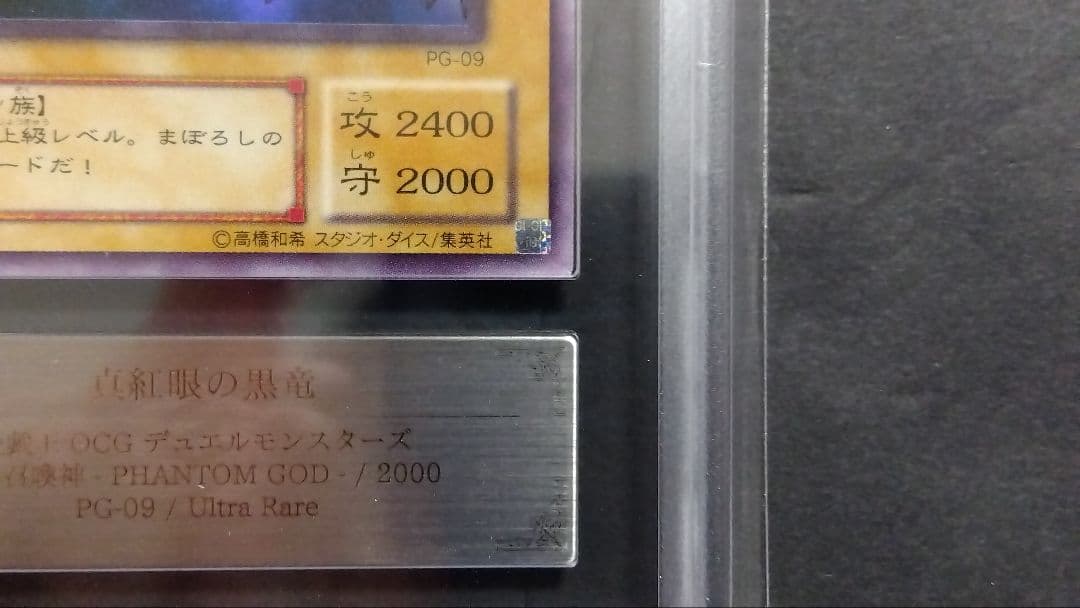 PG-09
族】
上級レベル。まぼろしの
ードだ!
こう
攻 2400
しゅ
守 2000
©高橋和希 スタジオ・ダイス/集英社
真紅眼の黒竜
OCG デュエルモンスターズ
召喚神 - PHANTOM GOD - / 2000
PG-09 / Ultra Rare